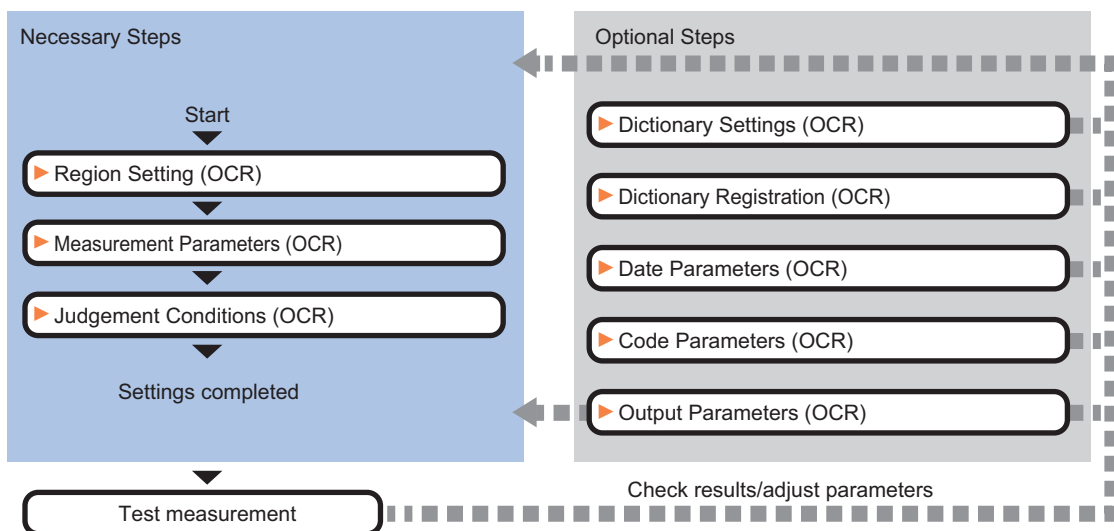 Necessary Steps
Start
Region Setting (OCR)
Measurement Parameters (OCR)
Judgement Conditions (OCR)
Settings completed
Test measurement
Optional Steps
Dictionary Settings (OCR)
Dictionary Registration (OCR)
Date Parameters (OCR)
Code Parameters (OCR)
Output Parameters (OCR)
Check results/adjust parameters